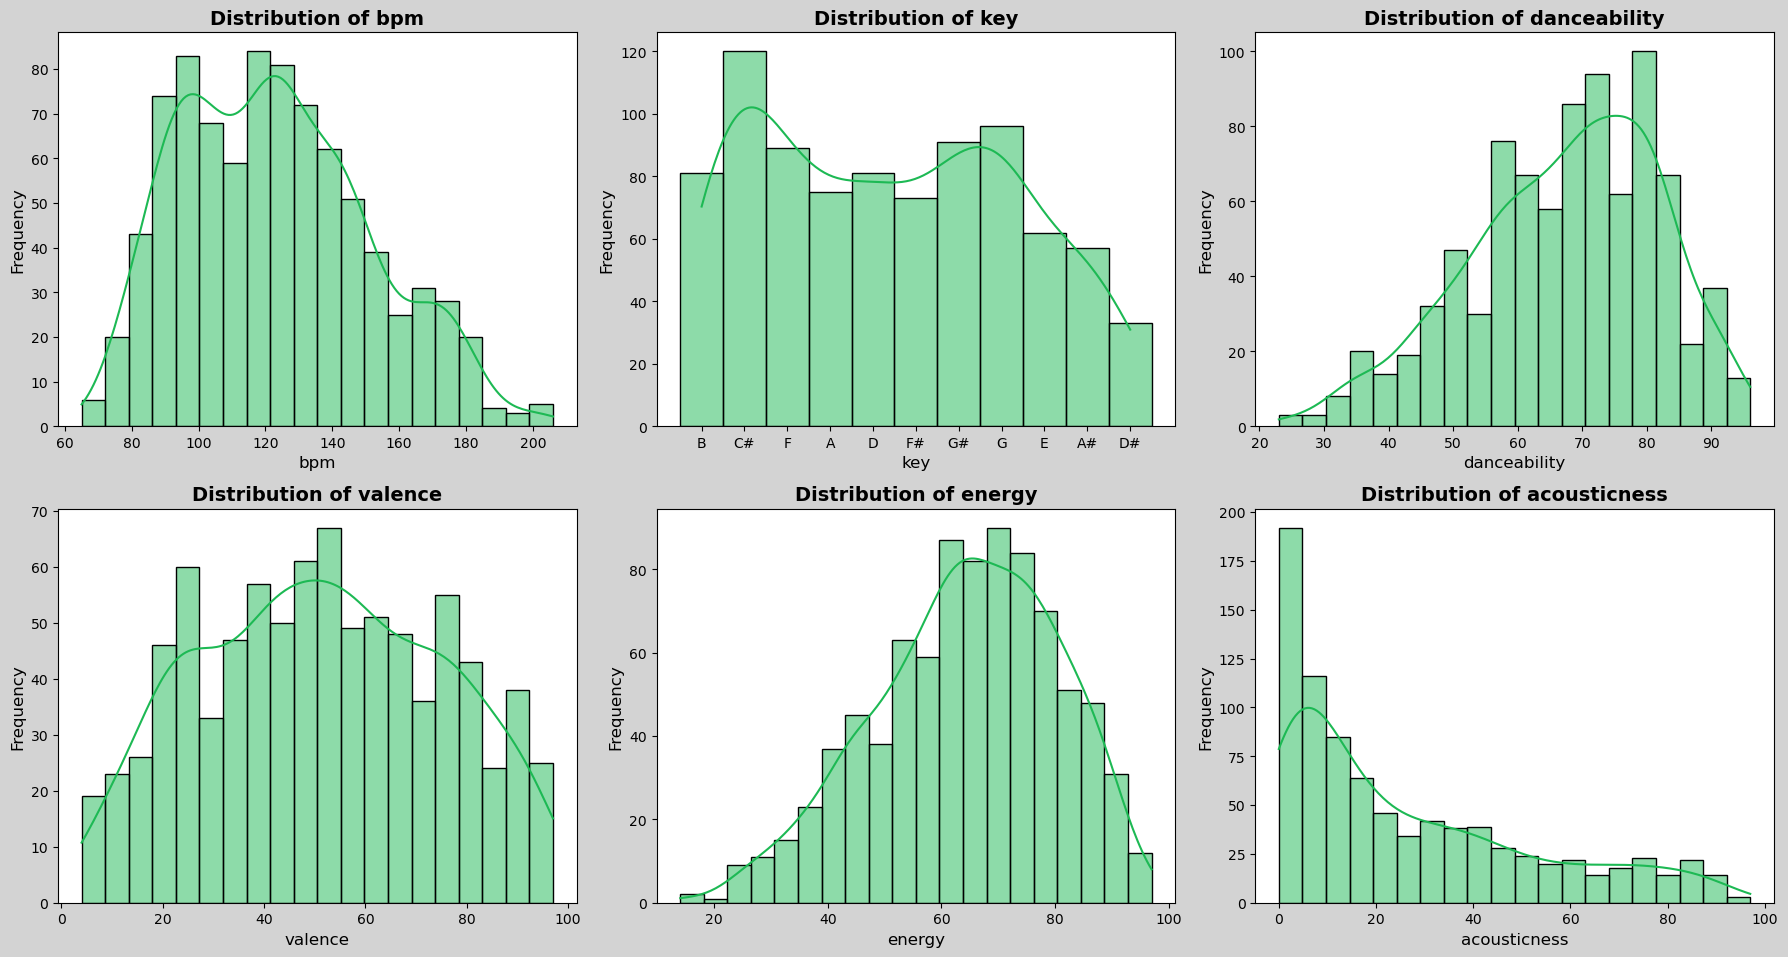 Distribution of bpm
Frequency
80
70
60
50
40
30
20
10
0
60 80 100 120 140 160 180 200
bpm
Distribution of key
Frequency
120
100
80
60
40
20
0
B C# F A D F# G# G E A# D#
key
Distribution of danceability
Frequency
100
80
60
40
20
0
20 30 40 50 60 70 80 90
danceability
Distribution of valence
Frequency
70
60
50
40
30
20
10
0
0 20 40 60 80 100
valence
Distribution of energy
Frequency
80
60
40
20
0
20 40 60 80 100
energy
Distribution of acousticness
Frequency
200
175
150
125
100
75
50
25
0
0 20 40 60 80 100
acousticness